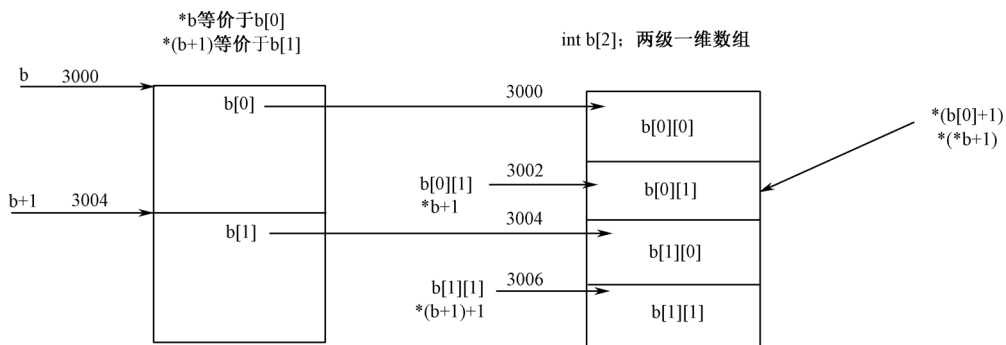 *b等价于b[0]
*(b+1)等价于b[1]
int b[2]；两级一维数组
b
3000
b[0]
3000
b[0][0]
*(b[0]+1)
*(*b+1)
b[0][1]
*b+1
3002
b[0][1]
b+1
3004
b[1]
3004
b[1][0]
b[1][1]
*(b+1)+1
3006
b[1][1]